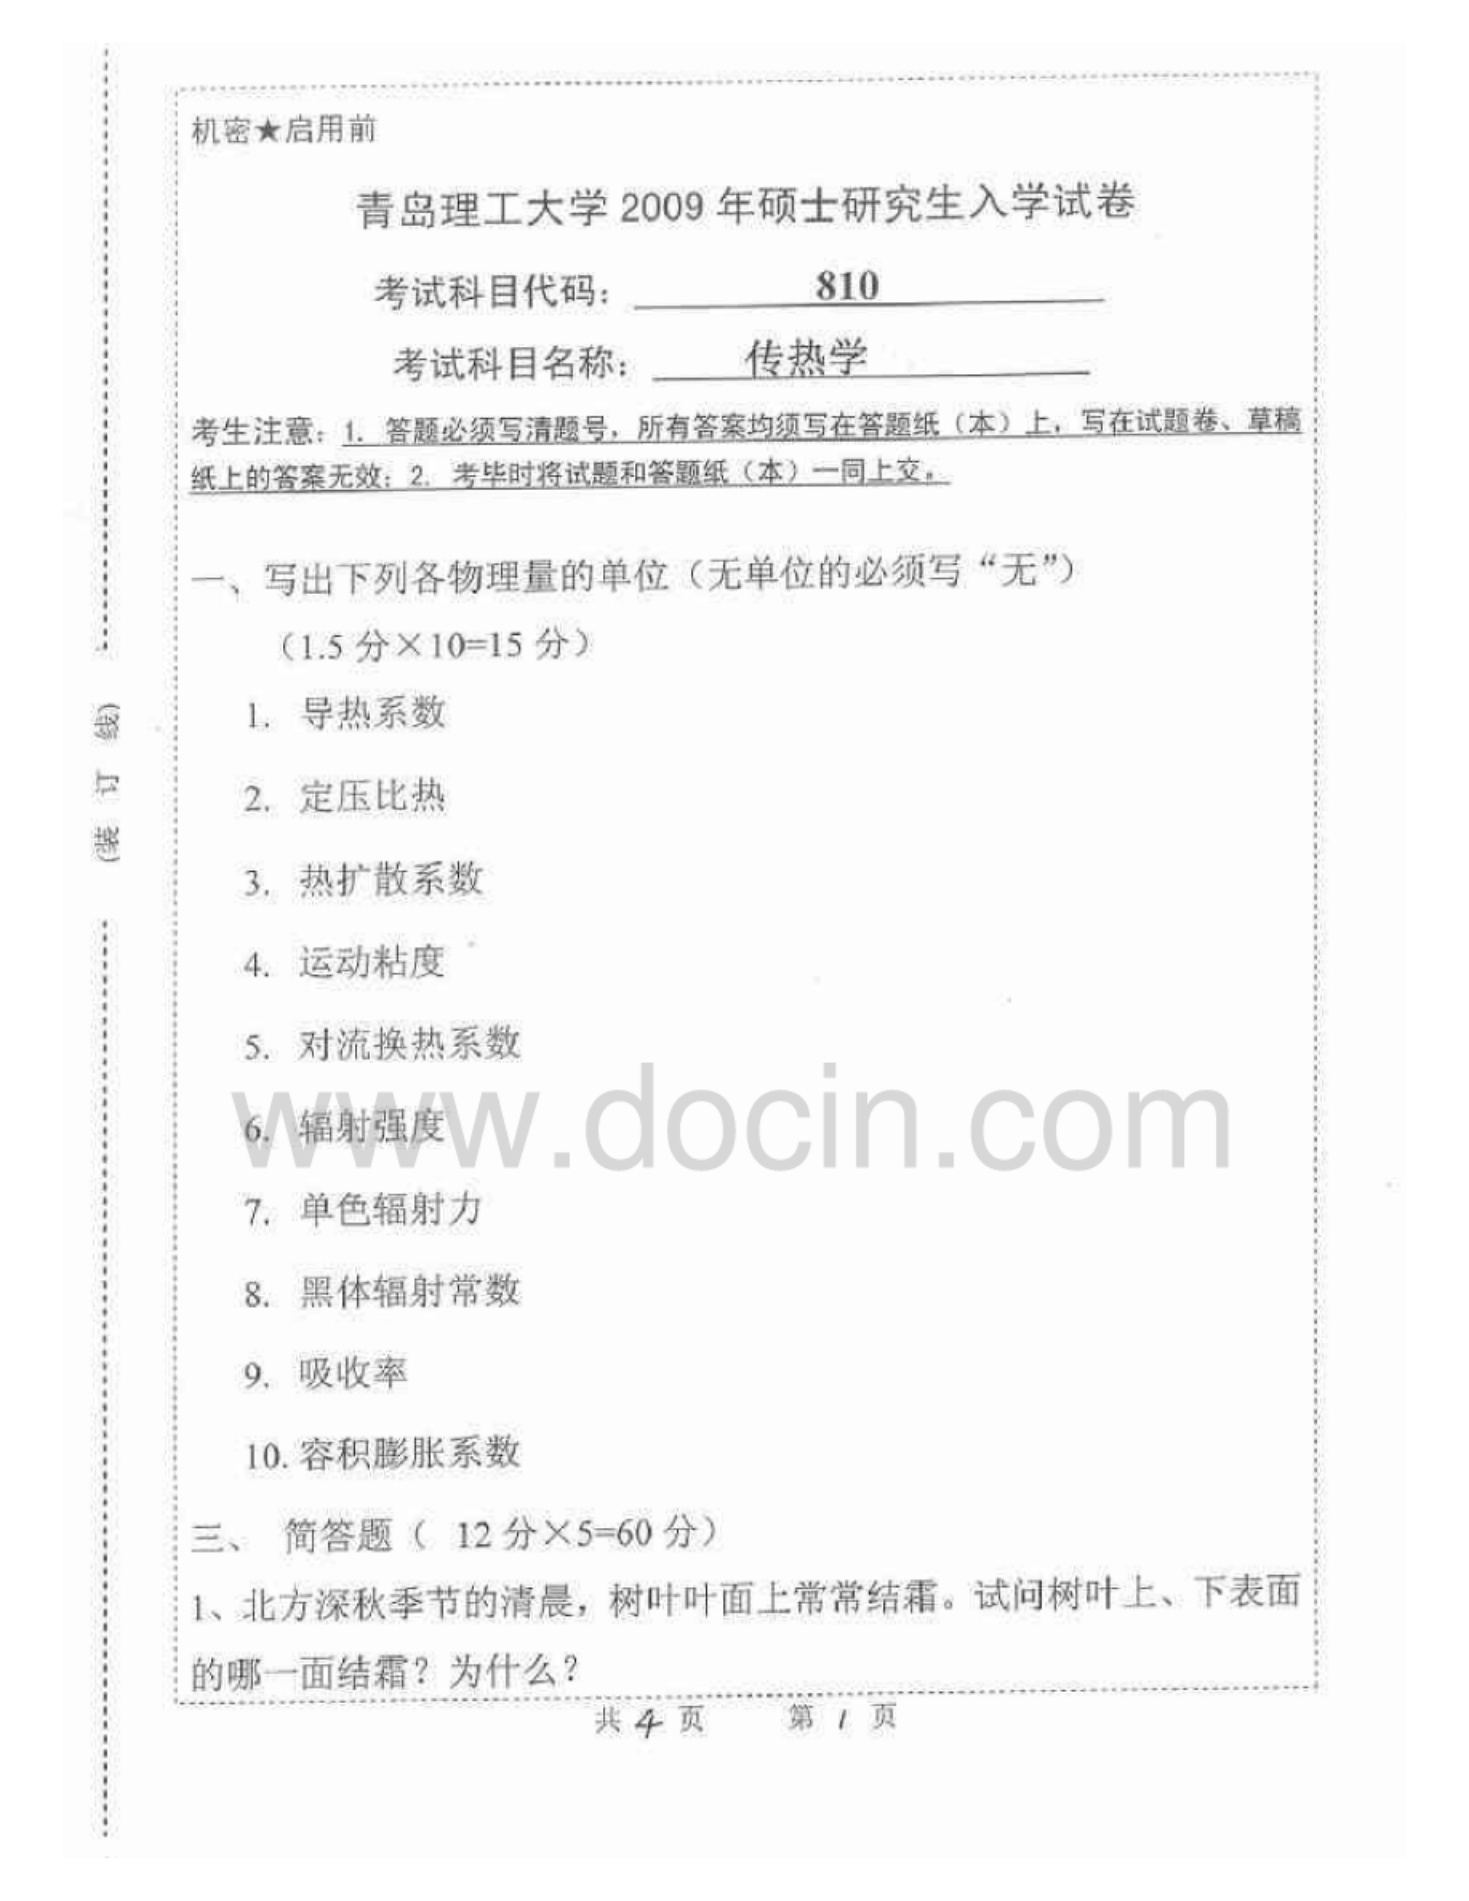 机密★启用前
青岛理工大学 2009 年硕士研究生入学试卷
考试科目代码： 810
考试科目名称： 传热学
考生注意：1. 答题必须写清题号，所有答案均须写在答题纸（本）上，写在试题卷、草稿
纸上的答案无效；2. 考毕时将试题和答题纸（本）一同上交。
一、写出下列各物理量的单位（无单位的必须写“无”）
（1.5 分×10=15 分）
1. 导热系数
2. 定压比热
3. 热扩散系数
4. 运动粘度
5. 对流换热系数
6. 辐射强度
7. 单色辐射力
8. 黑体辐射常数
9. 吸收率
10. 容积膨胀系数
三、 简答题（ 12 分×5=60 分）
1、北方深秋季节的清晨，树叶叶面上常常结霜。试问树叶上、下表面
的哪一面结霜？为什么？
共 4 页 第 1 页
(装 订 线)
www.docin.com